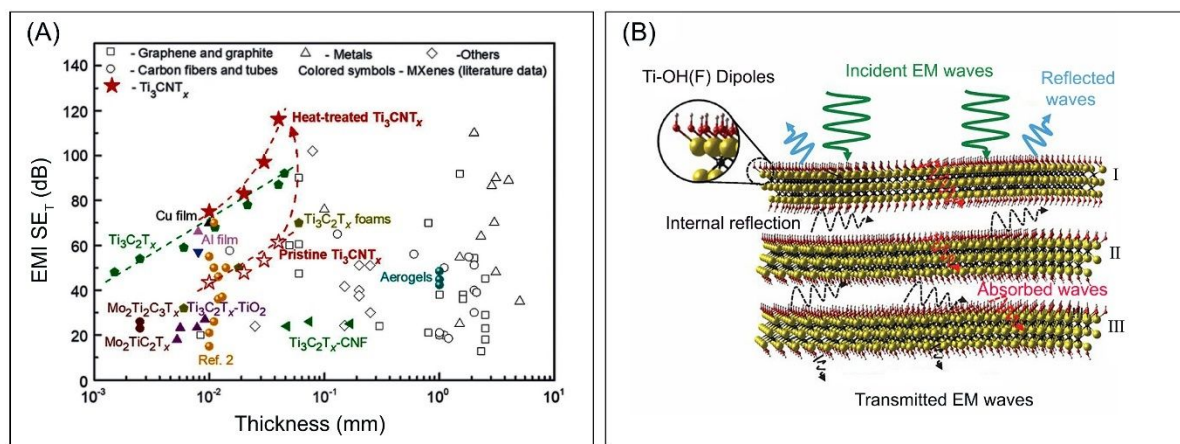 (A)
□ - Graphene and graphite △ - Metals ◇ - Others
○ - Carbon fibers and tubes Colored symbols - MXenes (literature data)
★ - Ti₃CNTₓ
Heat-treated Ti₃CNTₓ
Cu film
Al film
Ti₃C₂Tₓ
Ti₃C₂Tₓ foams
Pristine Ti₃CNTₓ
Aerogels
Mo₂Ti₂C₃Tₓ
Ti₃C₂Tₓ-TiO₂
Mo₂TiC₂Tₓ
Ref. 2
Ti₃C₂Tₓ-CNF
EMI SE_T (dB)
140
120
100
80
60
40
20
0
10⁻³ 10⁻² 10⁻¹ 10⁰ 10¹
Thickness (mm)
(B)
Ti-OH(F) Dipoles
Incident EM waves
Reflected
waves
I
Internal reflection
II
Absorbed waves
III
Transmitted EM waves